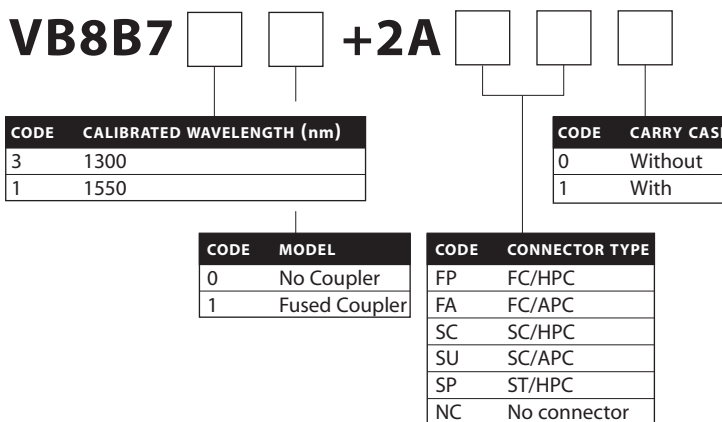 VB8B7 +2A
CODE CALIBRATED WAVELENGTH (nm)
3 1300
1 1550
CODE CARRY CAS
0 Without
1 With
CODE MODEL
0 No Coupler
1 Fused Coupler
CODE CONNECTOR TYPE
FP FC/HPC
FA FC/APC
SC SC/HPC
SU SC/APC
SP ST/HPC
NC No connector